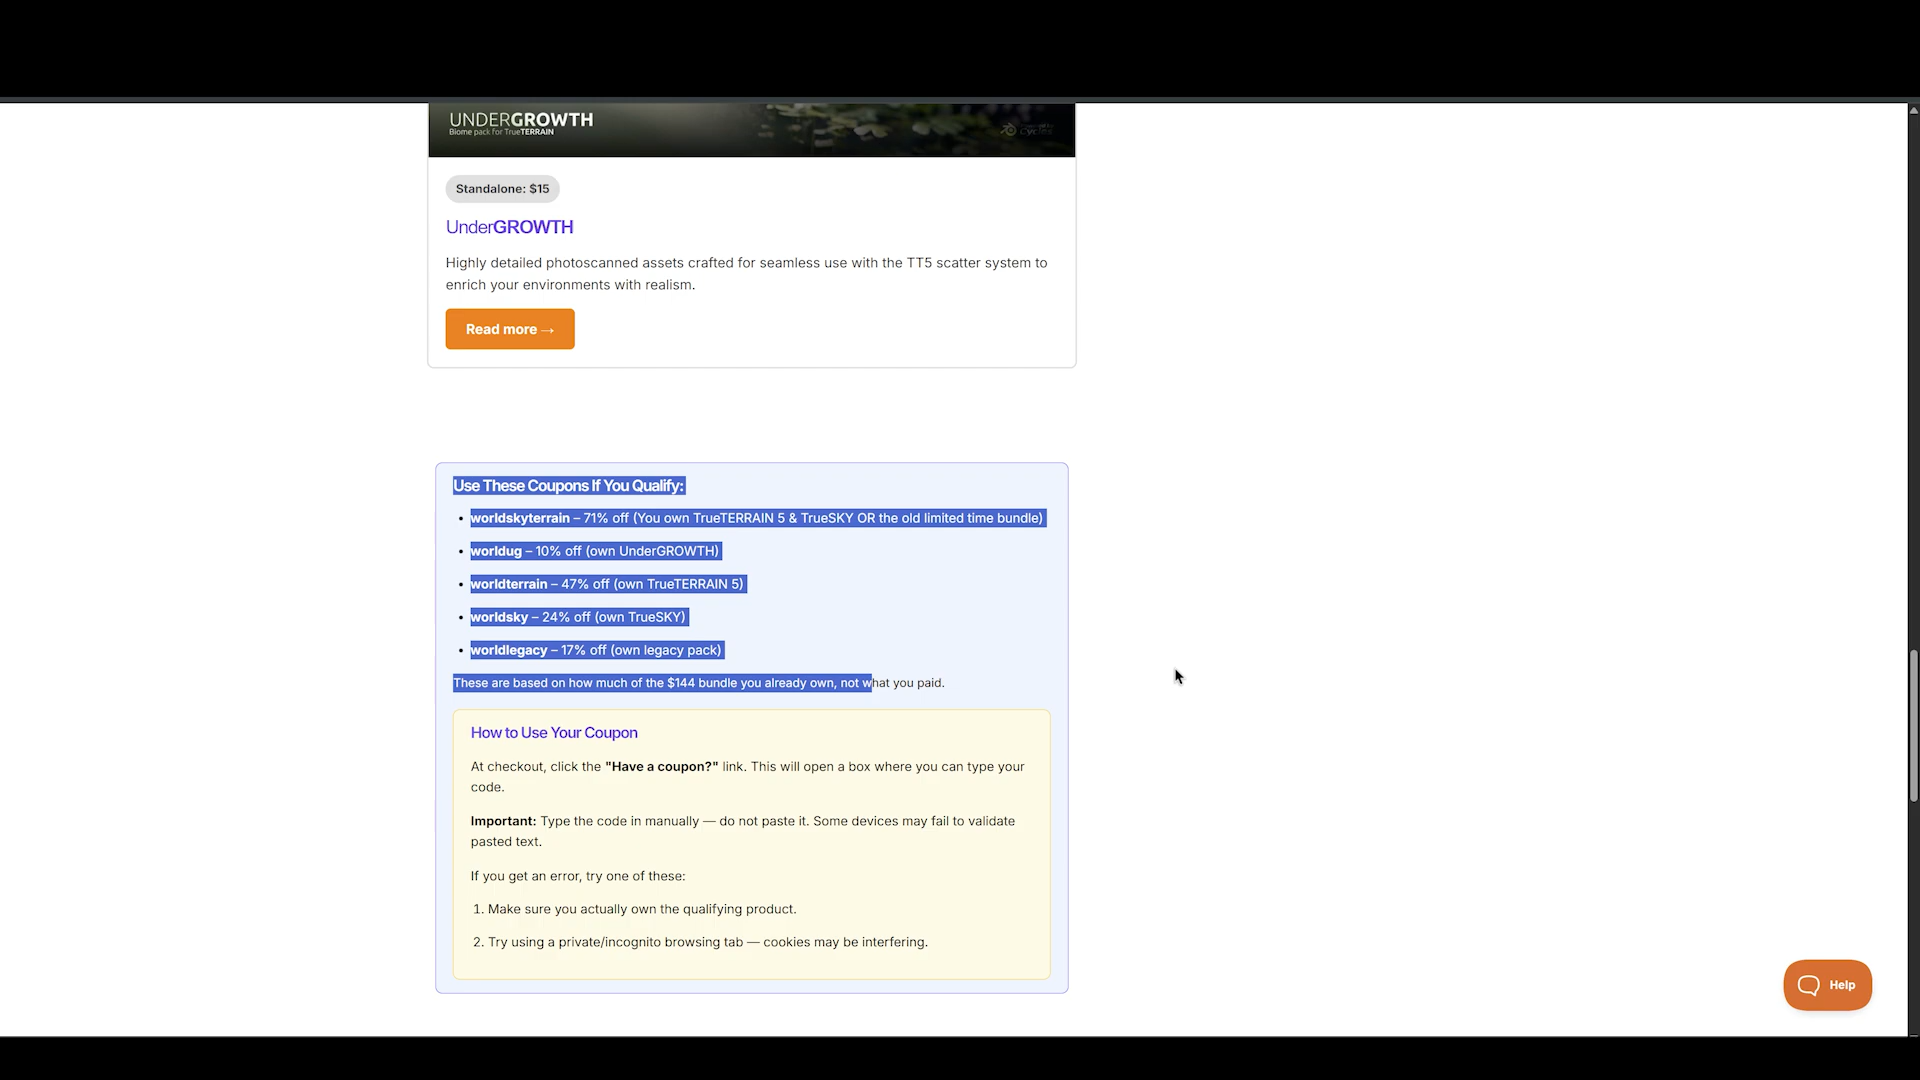 UNDERGROWTH
Biome pack for TrueTERRAIN
Cycles
Standalone: $15
UnderGROWTH
Highly detailed photoscanned assets crafted for seamless use with the TT5 scatter system to
enrich your environments with realism.
Read more →
Use These Coupons If You Qualify:
• worldskyterrain – 71% off (You own TrueTERRAIN 5 & TrueSKY OR the old limited time bundle)
• worldug – 10% off (own UnderGROWTH)
• worldterrain – 47% off (own TrueTERRAIN 5)
• worldsky – 24% off (own TrueSKY)
• worldlegacy – 17% off (own legacy pack)
These are based on how much of the $144 bundle you already own, not what you paid.
How to Use Your Coupon
At checkout, click the "Have a coupon?" link. This will open a box where you can type your
code.
Important: Type the code in manually — do not paste it. Some devices may fail to validate
pasted text.
If you get an error, try one of these:
1. Make sure you actually own the qualifying product.
2. Try using a private/incognito browsing tab — cookies may be interfering.
Help